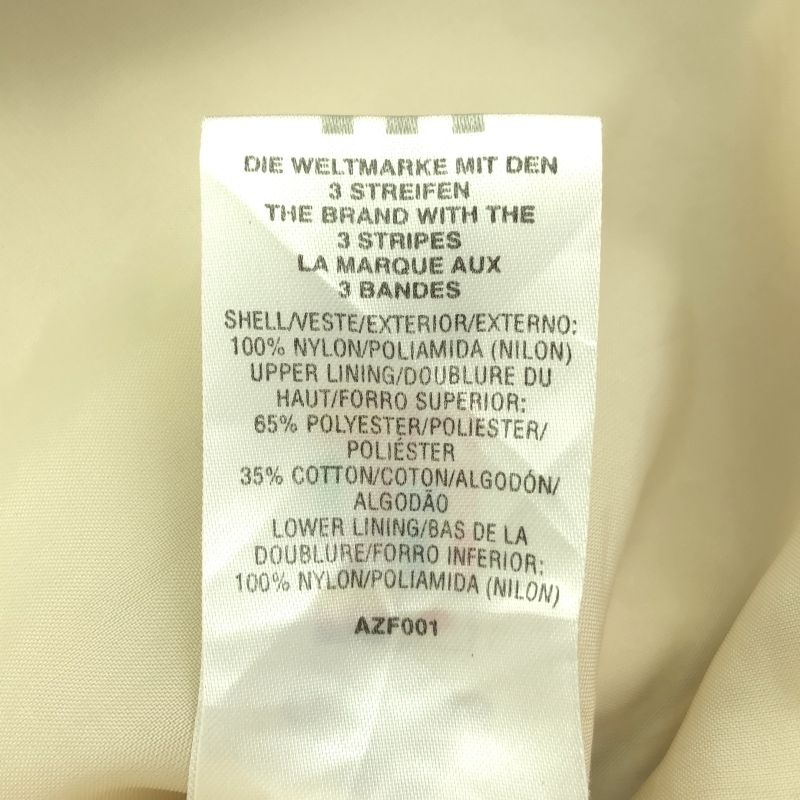 DIE WELTMARKE MIT DEN
3 STREIFEN
THE BRAND WITH THE
3 STRIPES
LA MARQUE AUX
3 BANDES
SHELL/VESTE/EXTERIOR/EXTERNO:
100% NYLON/POLIAMIDA (NILON)
UPPER LINING/DOUBLURE DU
HAUT/FORRO SUPERIOR:
65% POLYESTER/POLIESTER/
POLIÉSTER
35% COTTON/COTON/ALGODÓN/
ALGODÃO
LOWER LINING/BAS DE LA
DOUBLURE/FORRO INFERIOR:
100% NYLON/POLIAMIDA (NILON)
AZF001